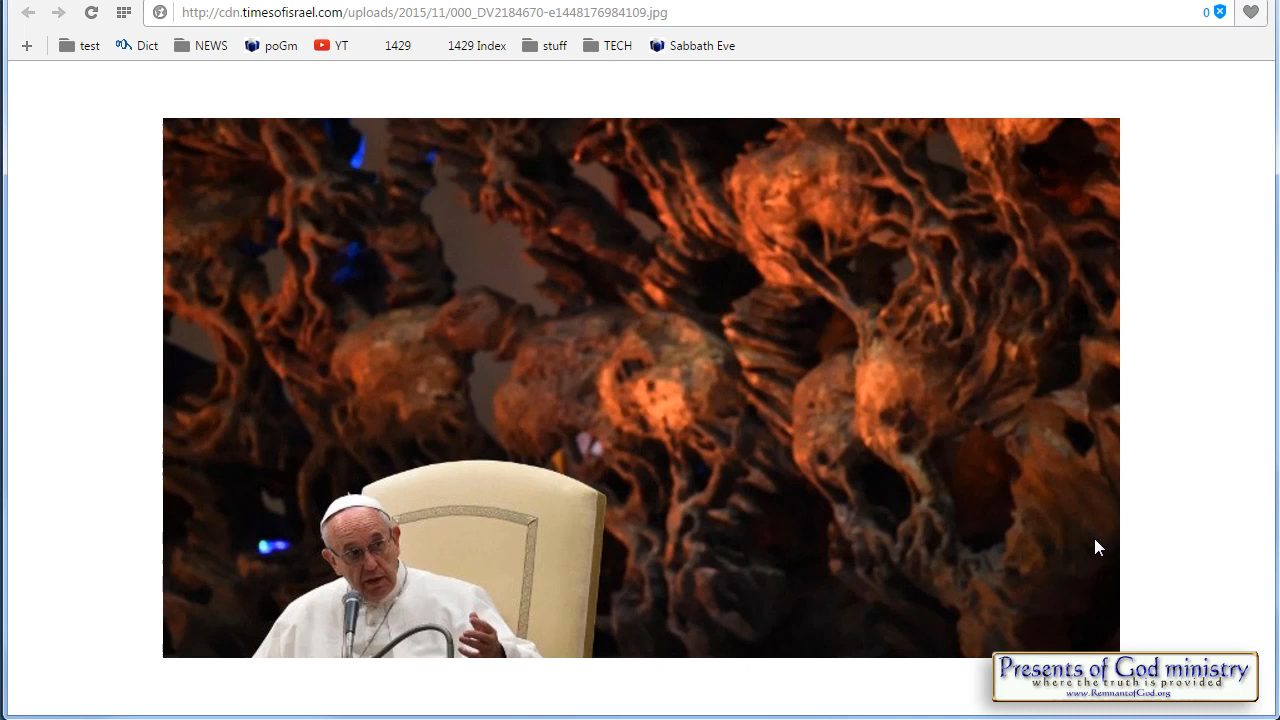 http://cdn.timesofisrael.com/uploads/2015/11/000_DV2184670-e1448176984109.jpg
0
test Dict NEWS poGm YT 1429 1429 Index stuff TECH Sabbath Eve
Presents of God ministry
where the truth is provided
www.RemnantofGod.org